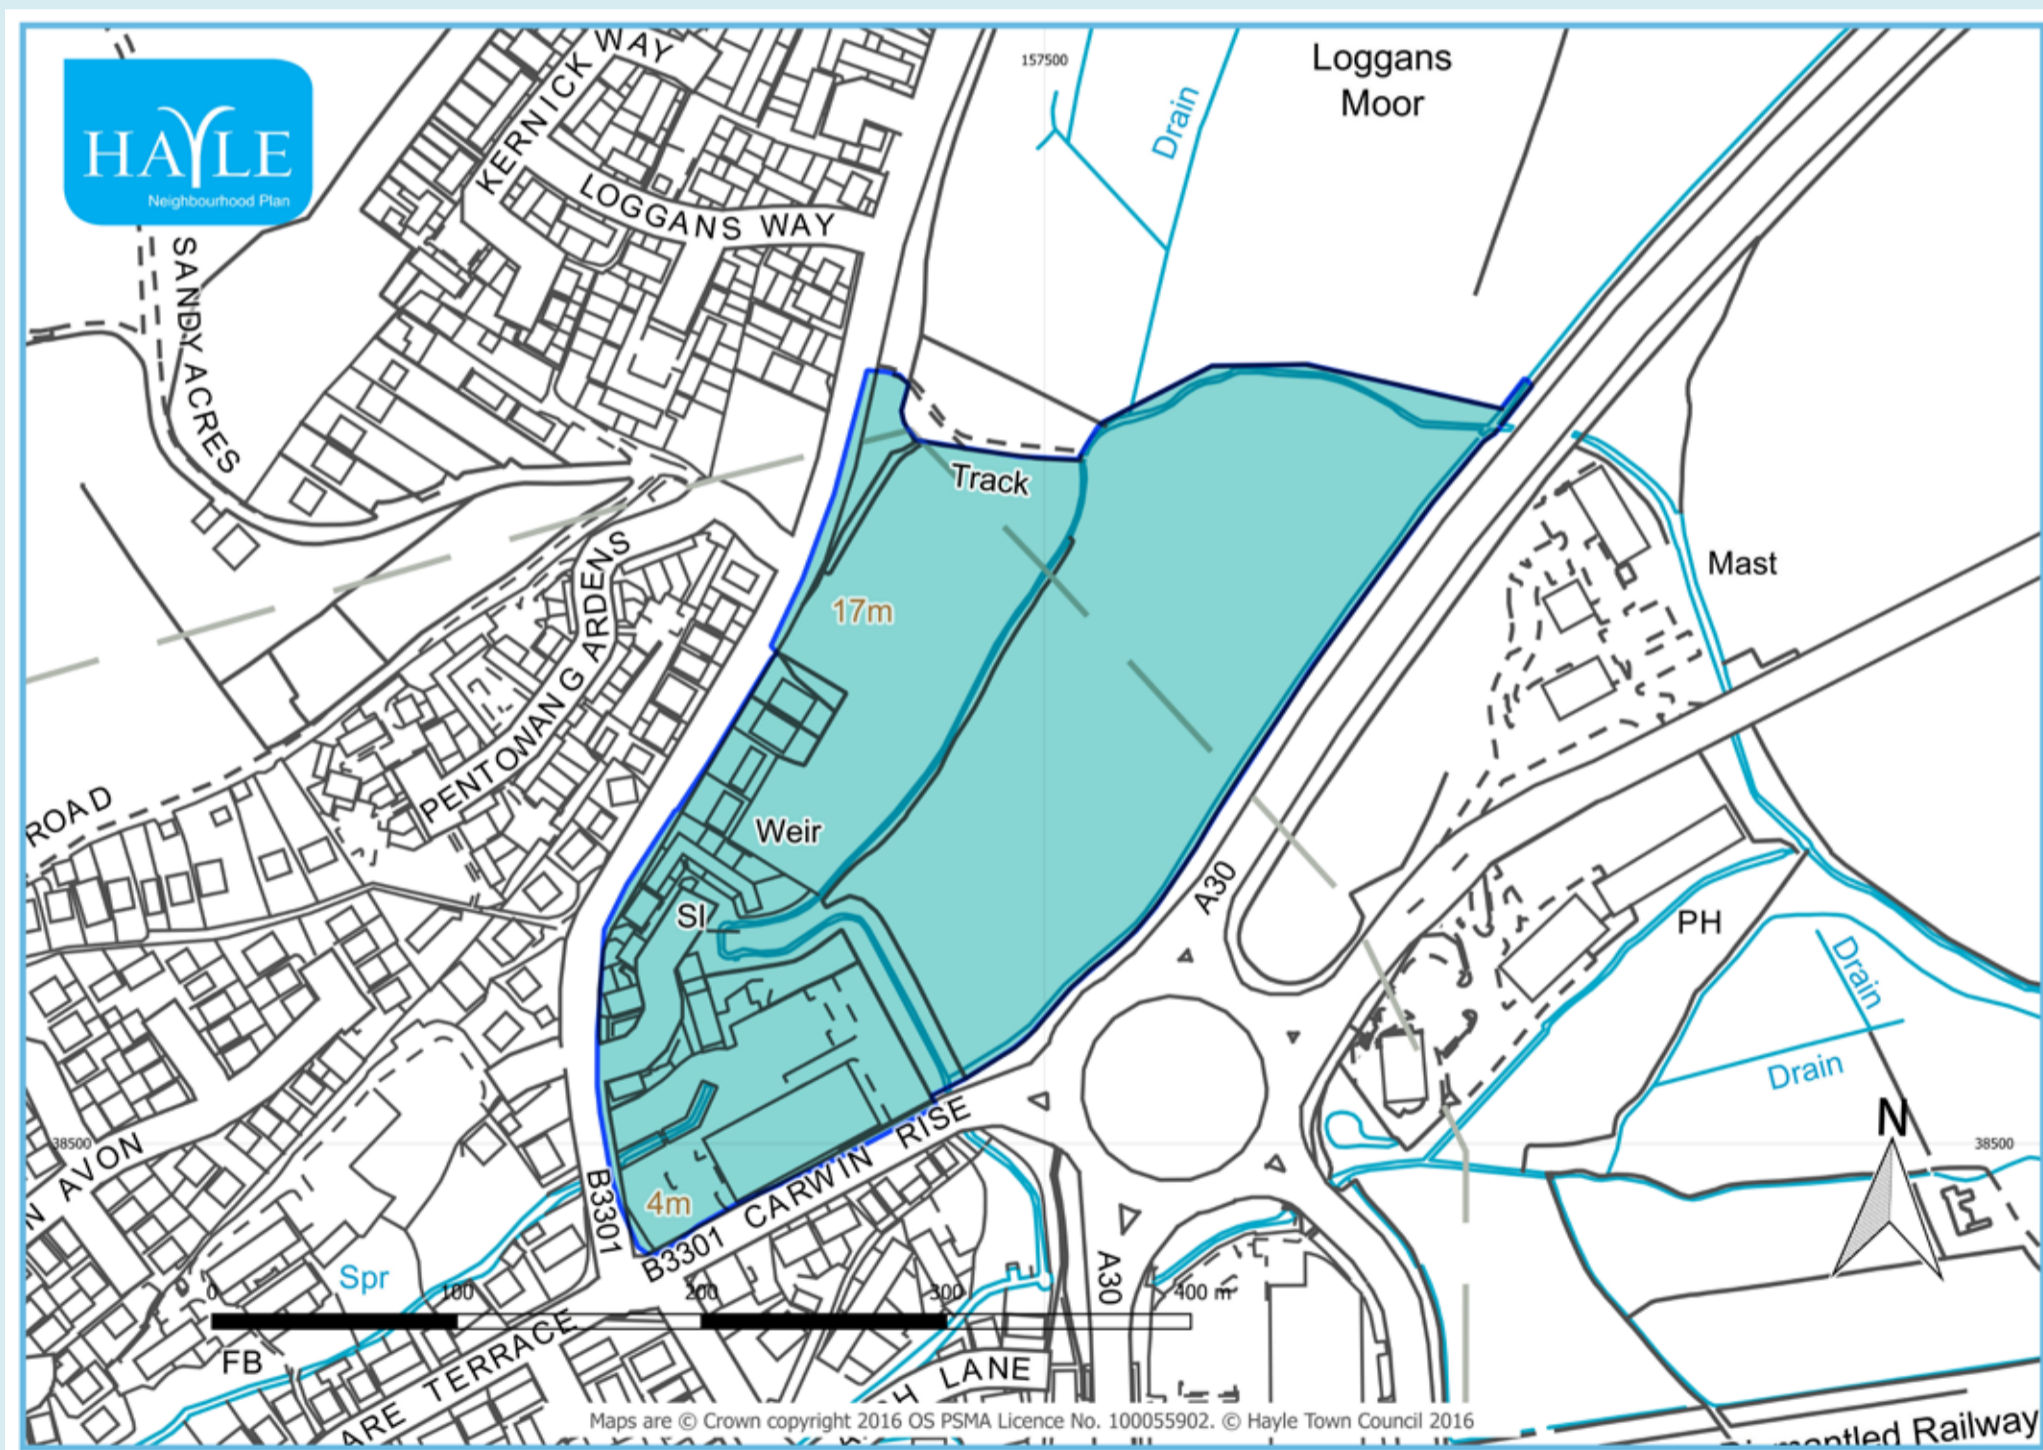 HAYLE
Neighbourhood Plan
KERNICK WAY
LOGGANS WAY
157500
Drain
Loggans
Moor
SANDY ACRES
Track
17m
Mast
PENTOWAN GARDENS
ROAD
Weir
SI
A30
PH
Drain
Drain
38500
38500
N
AVON
B3301
4m
B3301
CARWIN RISE
A30
Spr
0 100 200 300 400 m
FB
TERRACE
LANE
Maps are © Crown copyright 2016 OS PSMA Licence No. 100055902. © Hayle Town Council 2016
Railway